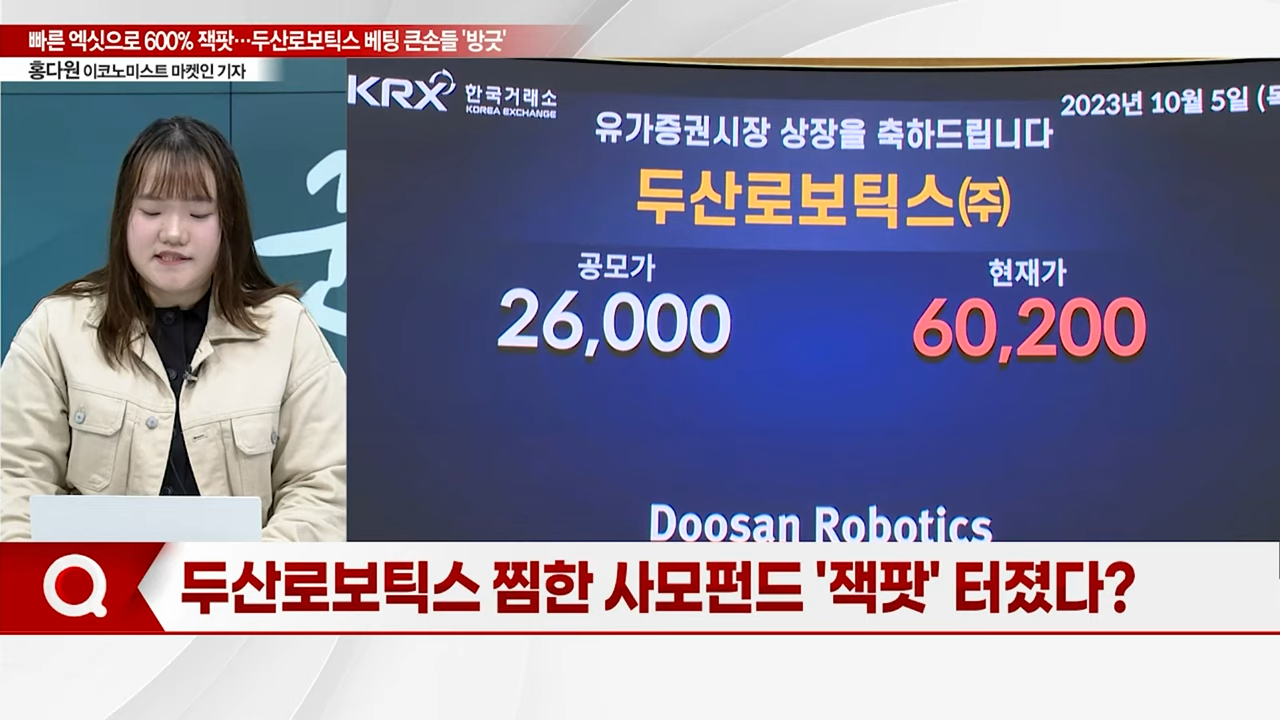 빠른 엑싯으로 600% 잭팟…두산로보틱스 베팅 큰손들 '방긋'
홍다원 이코노미스트 마켓인 기자
KRX 한국거래소
KOREA EXCHANGE
2023년 10월 5일 (목
유가증권시장 상장을 축하드립니다
두산로보틱스㈜
공모가
현재가
26,000
60,200
Doosan Robotics
Q 두산로보틱스 찜한 사모펀드 '잭팟' 터졌다?